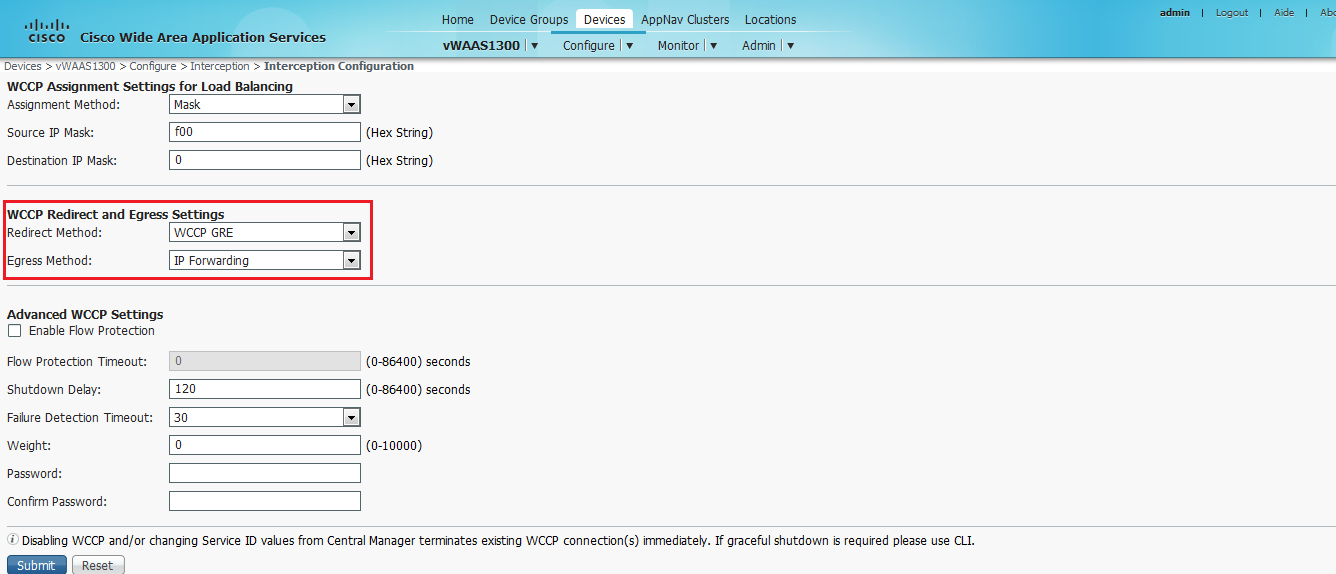 Home Device Groups Devices AppNav Clusters Locations
admin | Logout | Aide | Abo
CISCO Cisco Wide Area Application Services
vWAAS1300 Configure Monitor Admin
Devices > vWAAS1300 > Configure > Interception > Interception Configuration
WCCP Assignment Settings for Load Balancing
Assignment Method: Mask
Source IP Mask: f00 (Hex String)
Destination IP Mask: 0 (Hex String)
WCCP Redirect and Egress Settings
Redirect Method: WCCP GRE
Egress Method: IP Forwarding
Advanced WCCP Settings
Enable Flow Protection
Flow Protection Timeout: 0 (0-86400) seconds
Shutdown Delay: 120 (0-86400) seconds
Failure Detection Timeout: 30
Weight: 0 (0-10000)
Password:
Confirm Password:
Disabling WCCP and/or changing Service ID values from Central Manager terminates existing WCCP connection(s) immediately. If graceful shutdown is required please use CLI.
Submit Reset